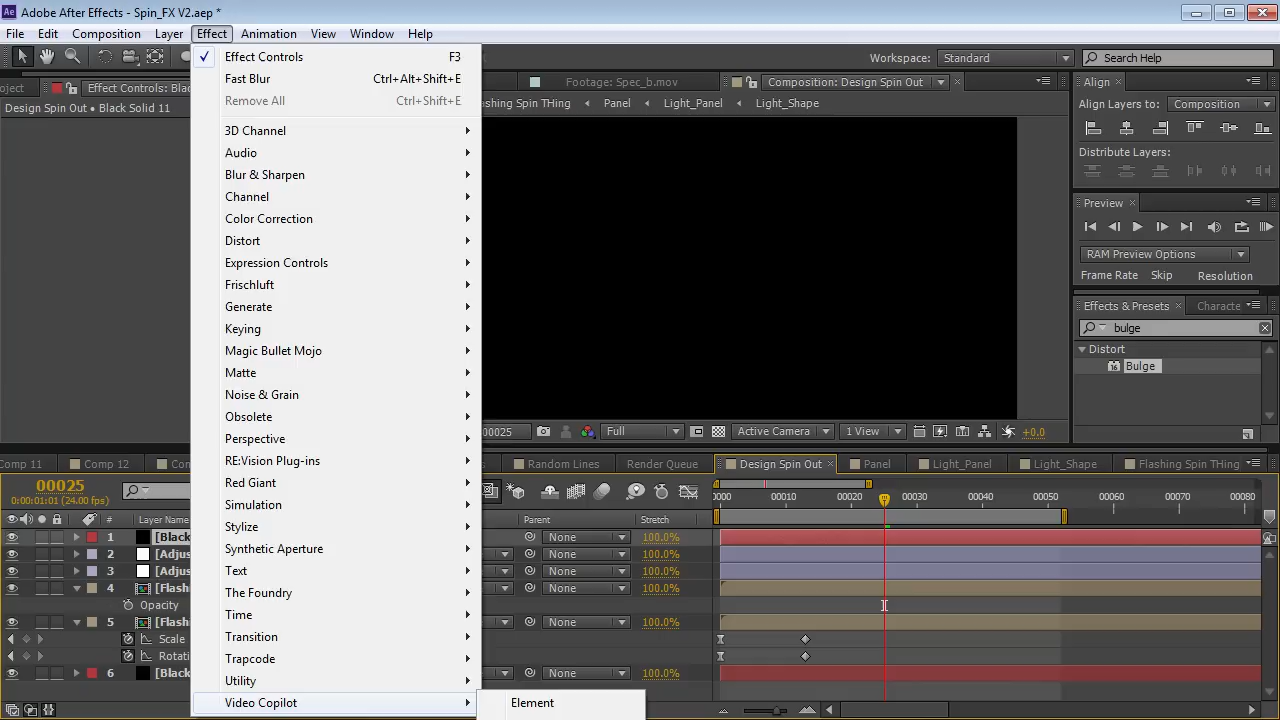 Adobe After Effects - Spin_FX V2.aep *
File Edit Composition Layer Effect Animation View Window Help
Workspace: Standard Search Help
oject Effect Controls: Blac
Design Spin Out • Black Solid 11
Effect Controls F3
Fast Blur Ctrl+Alt+Shift+E
Remove All Ctrl+Shift+E
3D Channel
Audio
Blur & Sharpen
Channel
Color Correction
Distort
Expression Controls
Frischluft
Generate
Keying
Magic Bullet Mojo
Matte
Noise & Grain
Obsolete
Perspective
RE:Vision Plug-ins
Red Giant
Simulation
Stylize
Synthetic Aperture
Text
The Foundry
Time
Transition
Trapcode
Utility
Video Copilot
Element
Footage: Spec_b.mov Composition: Design Spin Out
ashing Spin THing Panel Light_Panel Light_Shape
00025 Full Active Camera 1 View +0.0
Align
Align Layers to: Composition
Distribute Layers:
Preview
RAM Preview Options
Frame Rate Skip Resolution
Effects & Presets Characte
bulge
Distort
16 Bulge
Comp 11 Comp 12 Con s Random Lines Render Queue Design Spin Out Panel Light_Panel Light_Shape Flashing Spin THing
00025
0:00:01:01 (24.00 fps)
0000 00010 00020 00030 00040 00050 00060 00070 00080
# Layer Name Parent Stretch
1 [Black None 100.0%
2 [Adjus None 100.0%
3 [Adjus None 100.0%
4 [Flash None 100.0%
Opacity
5 [Flash None 100.0%
Scale
Rotati
6 [Black None 100.0%